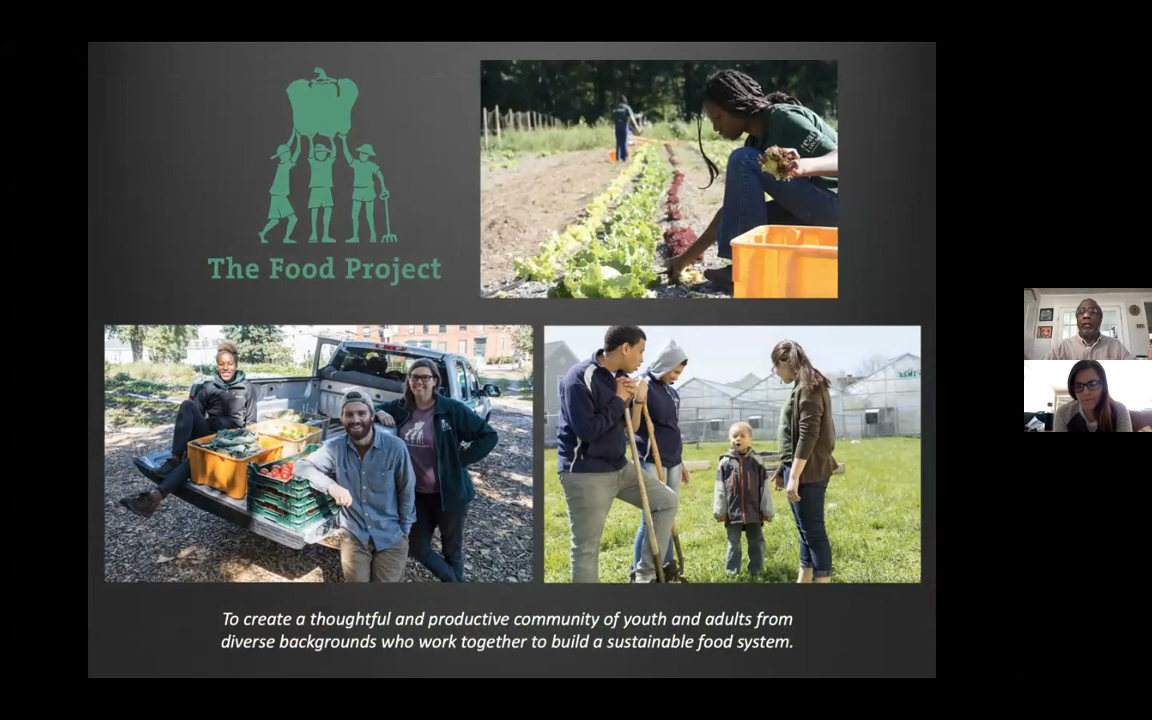 The Food Project
To create a thoughtful and productive community of youth and adults from
diverse backgrounds who work together to build a sustainable food system.